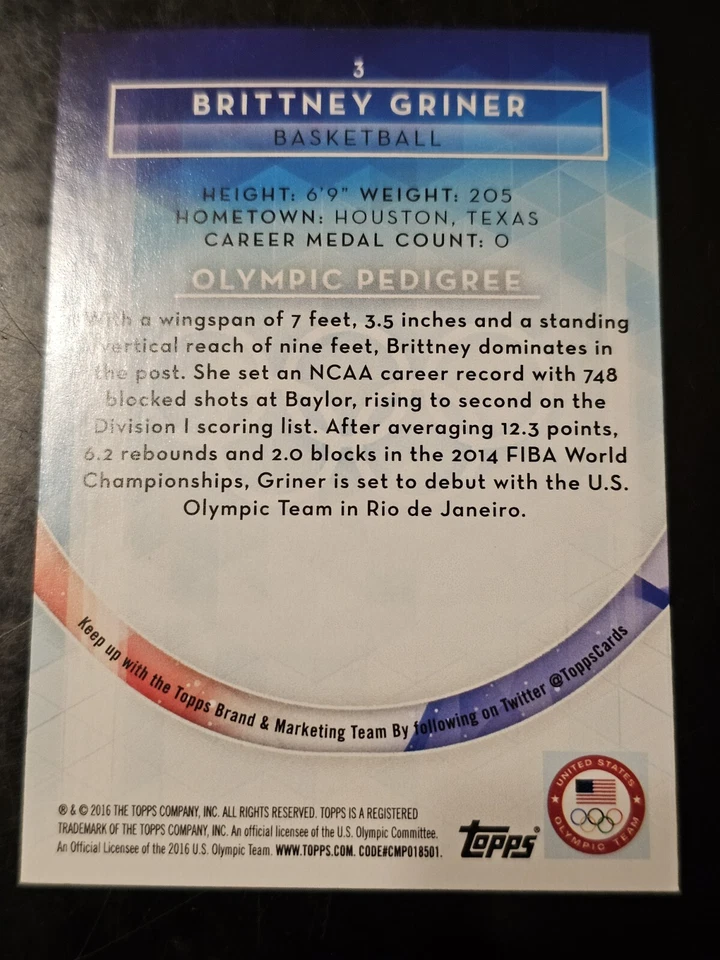 3
BRITTNEY GRINER
BASKETBALL
HEIGHT: 6'9" WEIGHT: 205
HOMETOWN: HOUSTON, TEXAS
CAREER MEDAL COUNT: 0
OLYMPIC PEDIGREE
With a wingspan of 7 feet, 3.5 inches and a standing
vertical reach of nine feet, Brittney dominates in
the post. She set an NCAA career record with 748
blocked shots at Baylor, rising to second on the
Division I scoring list. After averaging 12.3 points,
6.2 rebounds and 2.0 blocks in the 2014 FIBA World
Championships, Griner is set to debut with the U.S.
Olympic Team in Rio de Janeiro.
Keep up with the Topps Brand & Marketing Team By following on Twitter @ToppsCards
® & © 2016 THE TOPPS COMPANY, INC. ALL RIGHTS RESERVED. TOPPS IS A REGISTERED
TRADEMARK OF THE TOPPS COMPANY, INC. An official licensee of the U.S. Olympic Committee.
An Official Licensee of the 2016 U.S. Olympic Team. WWW.TOPPS.COM. CODE#CMP018501.
topps®
UNITED STATES
OLYMPIC TEAM